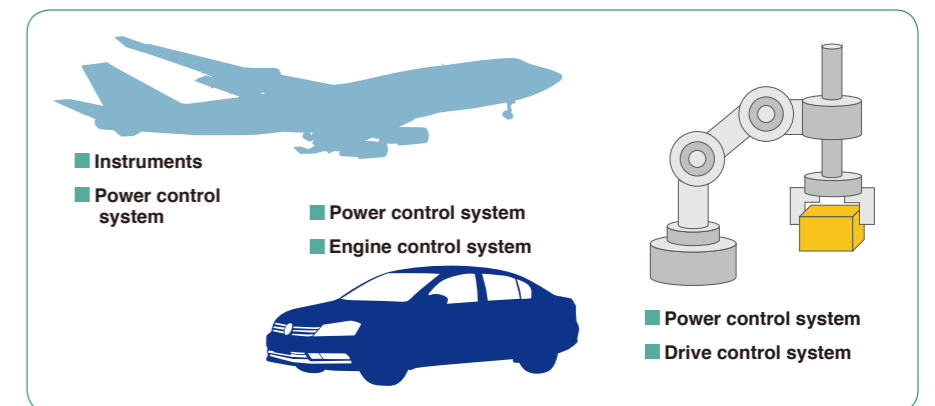 Instruments
Power control
system
Power control system
Engine control system
Power control system
Drive control system